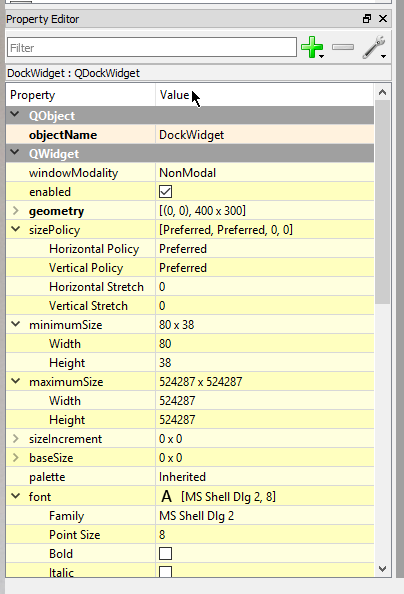 Property Editor
Filter
DockWidget : QDockWidget
Property Value
QObject
objectName DockWidget
QWidget
windowModality NonModal
enabled
geometry [(0, 0), 400 x 300]
sizePolicy [Preferred, Preferred, 0, 0]
Horizontal Policy Preferred
Vertical Policy Preferred
Horizontal Stretch 0
Vertical Stretch 0
minimumSize 80 x 38
Width 80
Height 38
maximumSize 524287 x 524287
Width 524287
Height 524287
sizeIncrement 0 x 0
baseSize 0 x 0
palette Inherited
font A [MS Shell Dlg 2, 8]
Family MS Shell Dlg 2
Point Size 8
Bold
Italic